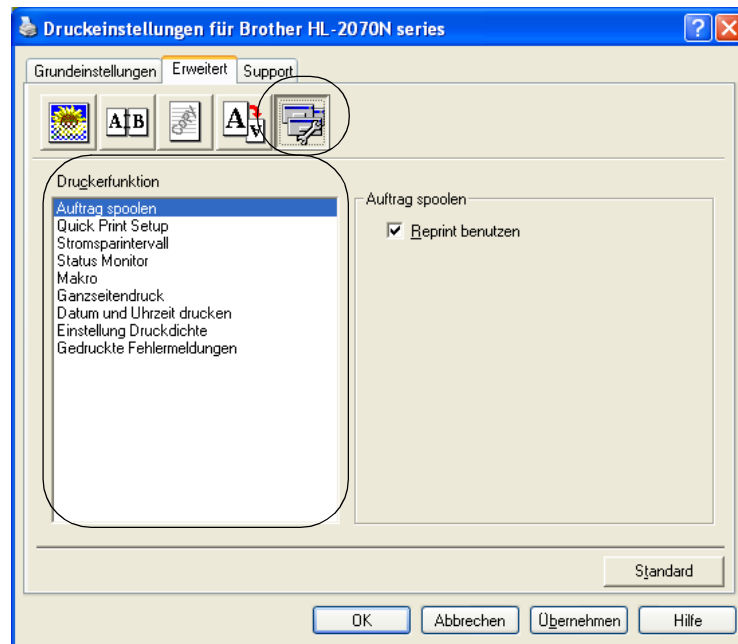 Druckeinstellungen für Brother HL-2070N series
Grundeinstellungen Erweitert Support
A B copy A A
Druckerfunktion
Auftrag spoolen
Quick Print Setup
Stromsparintervall
Status Monitor
Makro
Ganzseitendruck
Datum und Uhrzeit drucken
Einstellung Druckdichte
Gedruckte Fehlermeldungen
Auftrag spoolen
Reprint benutzen
Standard
OK Abbrechen Übernehmen Hilfe